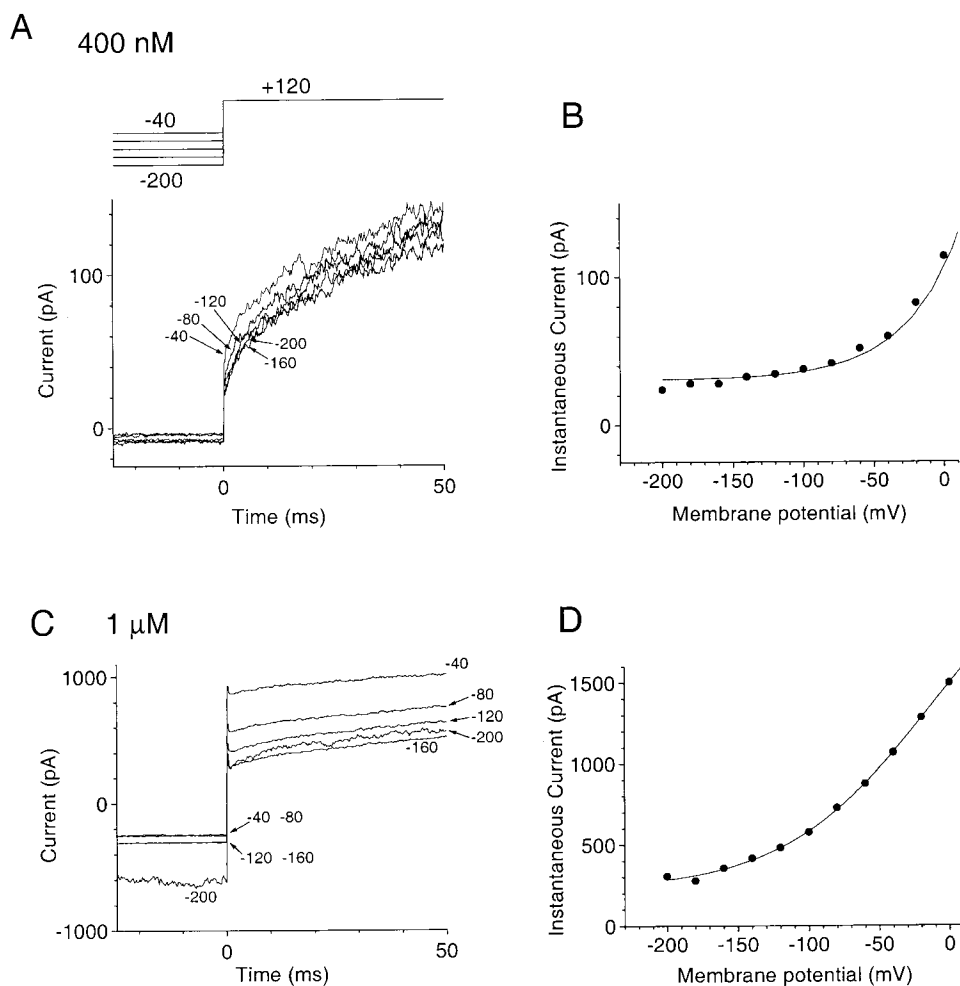 A
400 nM
+120
-40
-200
Current (pA)
100
0
-120
-80
-40
-200
-160
0
50
Time (ms)
B
Instantaneous Current (pA)
100
0
-200
-150
-100
-50
0
Membrane potential (mV)
C
1 μM
Current (pA)
1000
0
-1000
-40
-80
-120
-200
-160
-40 -80
-120 -160
-200
0
50
Time (ms)
D
Instantaneous Current (pA)
1500
1000
500
0
-200
-150
-100
-50
0
Membrane potential (mV)